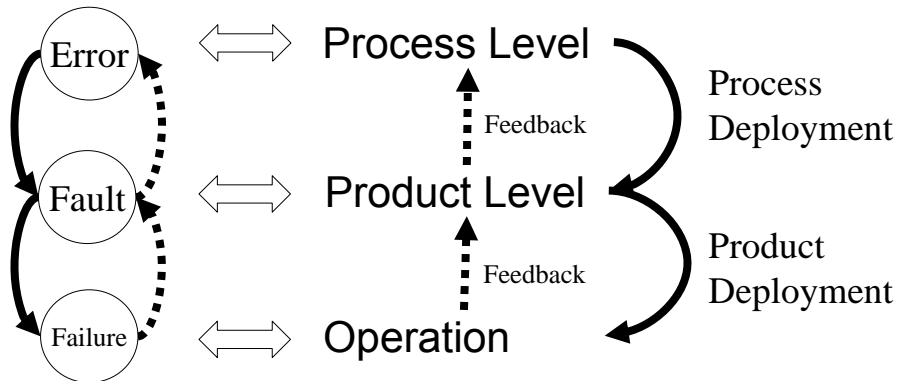 Error
Process Level
Process
Deployment
Feedback
Fault
Product Level
Product
Deployment
Feedback
Failure
Operation